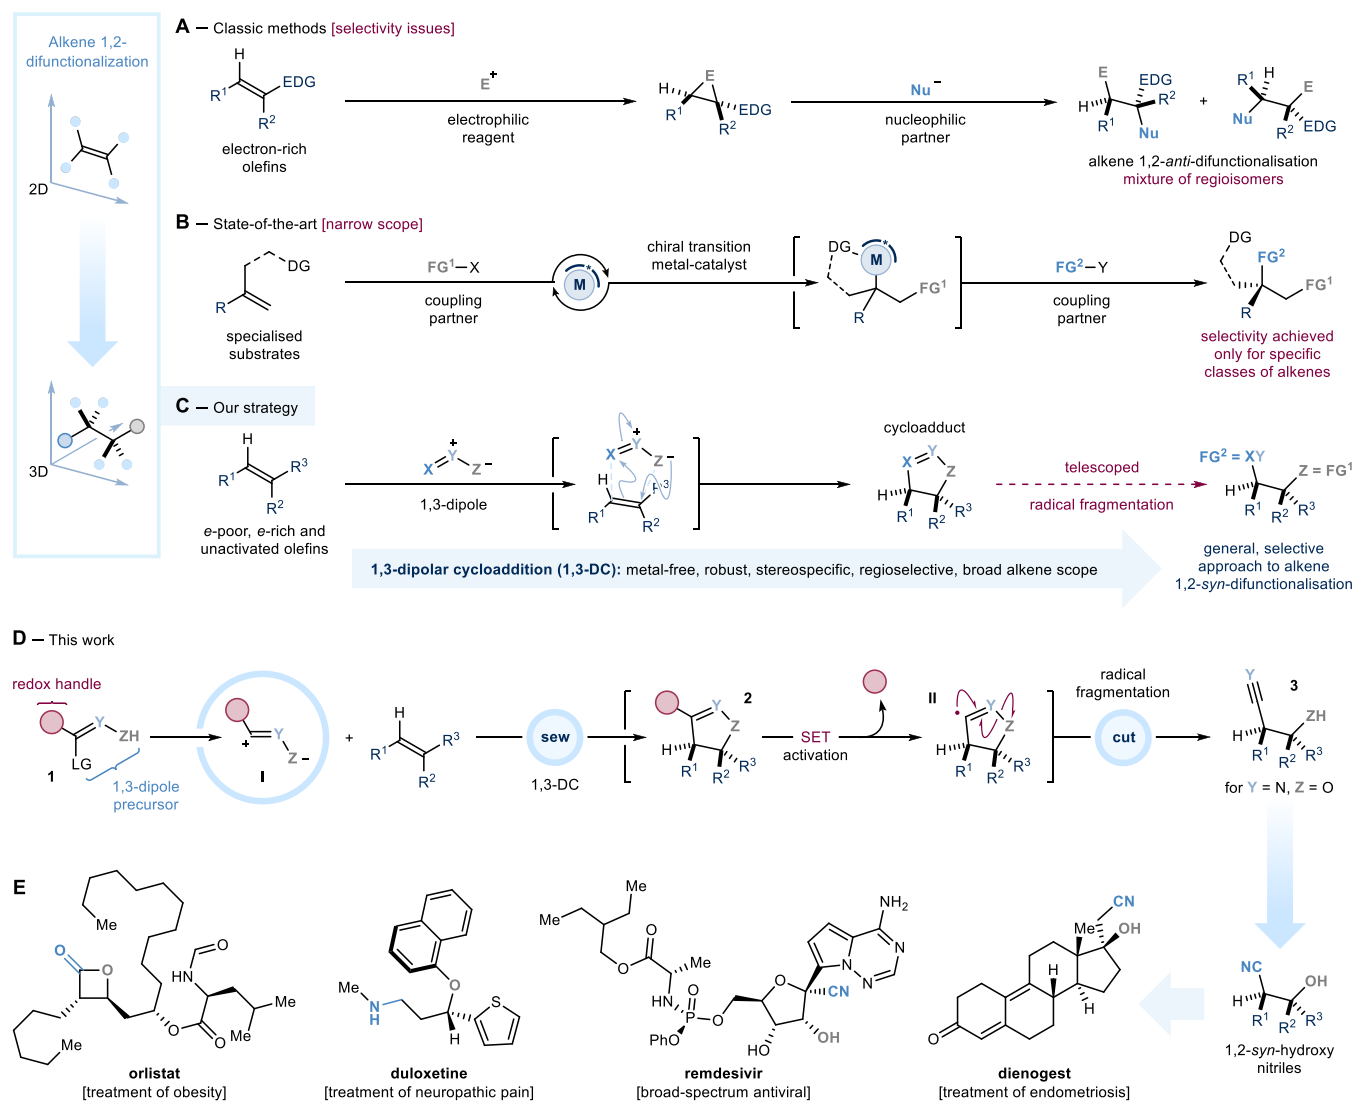 Alkene 1,2-
difunctionalization
2D
3D
A — Classic methods [selectivity issues]
H
R1
EDG
R2
electron-rich
olefins
E+
electrophilic
reagent
E
H
R1
EDG
R2
Nu−
nucleophilic
partner
E
EDG
H
R2
R1
Nu
+
R1
H
E
Nu
R2
EDG
alkene 1,2-anti-difunctionalisation
mixture of regioisomers
B — State-of-the-art [narrow scope]
DG
R
specialised
substrates
FG1—X
coupling
partner
M
*
chiral transition
metal-catalyst
DG
M
*
R
FG1
FG2—Y
coupling
partner
DG
FG2
FG1
R
selectivity achieved
only for specific
classes of alkenes
C — Our strategy
H
R1
R3
R2
e-poor, e-rich and
unactivated olefins
X
Y
+
Z −
1,3-dipole
X
Y
+
Z −
H
R3
R1
R2
cycloadduct
X
Y
Z
H
R1
R2
R3
telescoped
radical fragmentation
FG2 = XY
Z = FG1
H
R1
R2
R3
general, selective
approach to alkene
1,2-syn-difunctionalisation
1,3-dipolar cycloaddition (1,3-DC): metal-free, robust, stereospecific, regioselective, broad alkene scope
D — This work
redox handle
Y
ZH
LG
1
1,3-dipole
precursor
Y
+
Z −
I
+
H
R1
R3
R2
sew
1,3-DC
2
Y
Z
H
R1
R2
R3
SET
activation
II
Y
Z
H
R1
R2
R3
radical
fragmentation
cut
Y
3
ZH
H
R1
R2
R3
for Y = N, Z = O
E
Me
O
O
H
N
O
O
O
Me
Me
Me
orlistat
[treatment of obesity]
Me
N
H
O
H
S
duloxetine
[treatment of neuropathic pain]
Me
Me
O
O
Me
N
H
O
P
PhO
O
O
HO
OH
CN
NH2
N
N
N
remdesivir
[broad-spectrum antiviral]
CN
Me
OH
H
H
H
O
dienogest
[treatment of endometriosis]
NC
OH
H
R1
R2
R3
1,2-syn-hydroxy
nitriles